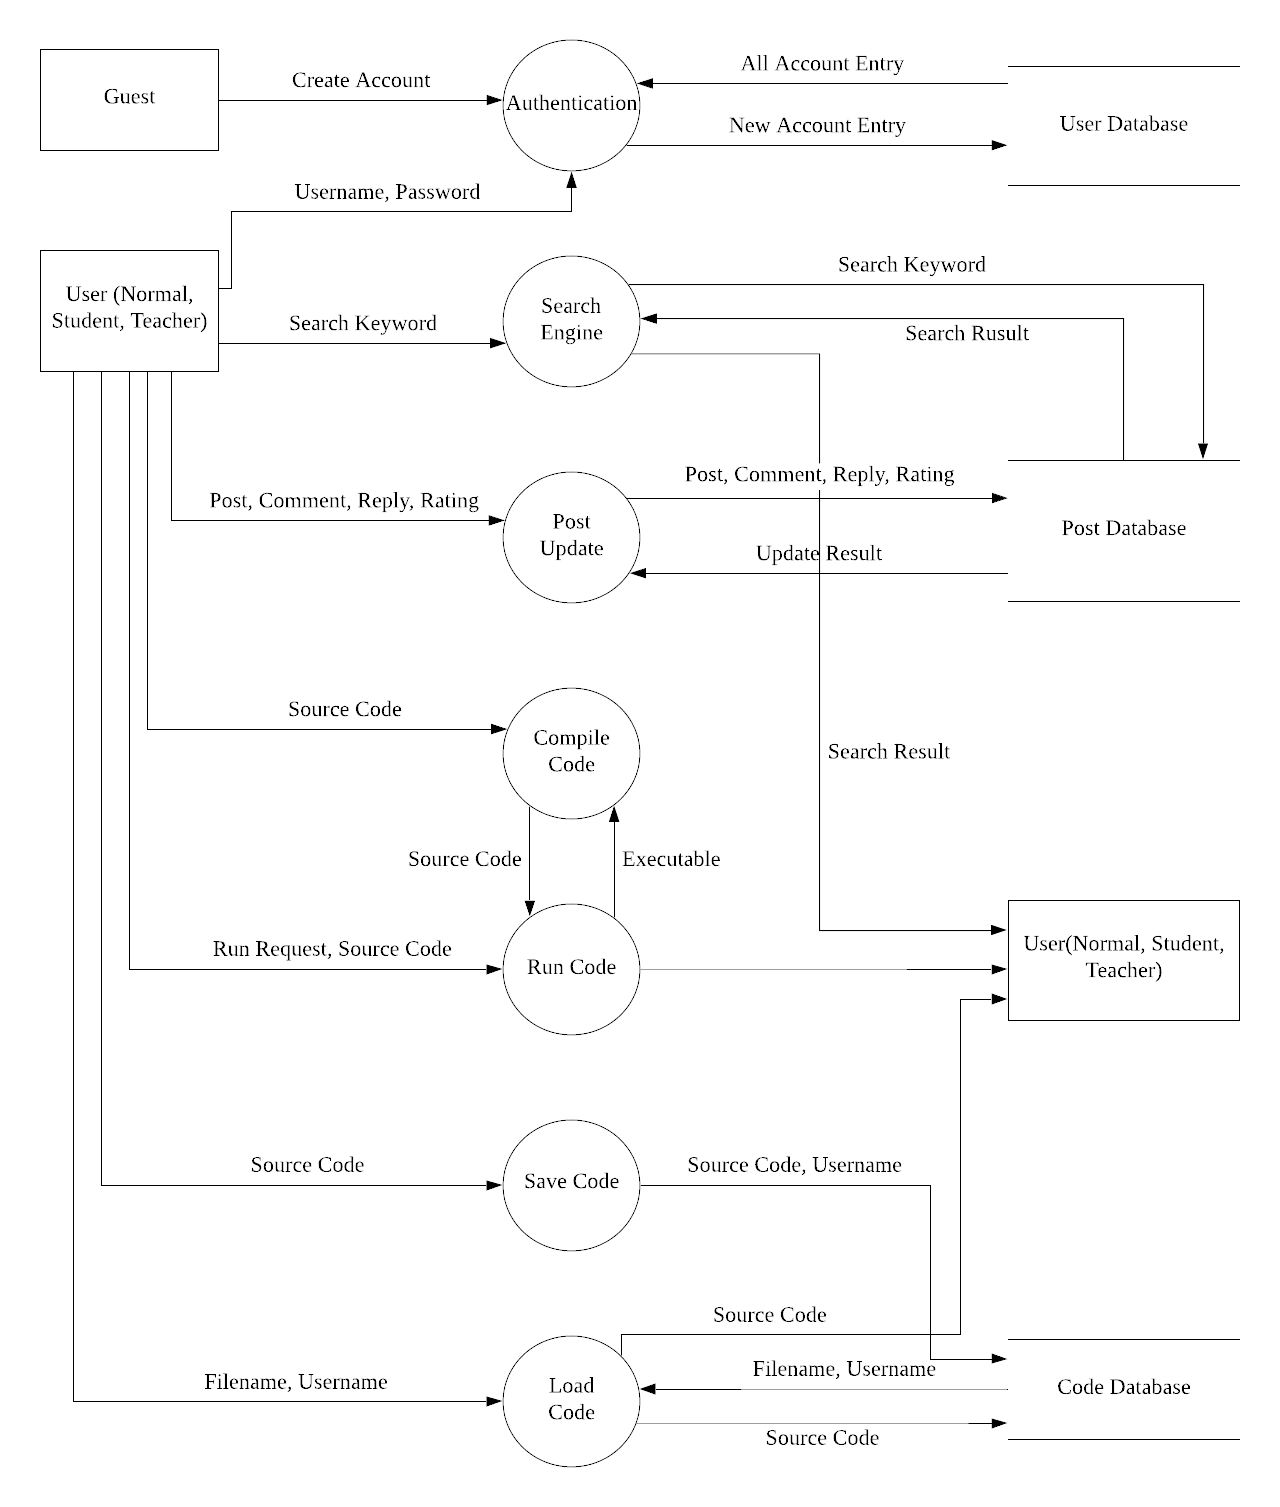 Create Account
All Account Entry
Guest
Authentication
New Account Entry
User Database
Username, Password
Search Keyword
User (Normal,
Student, Teacher)
Search Keyword
Search
Engine
Search Rusult
Post, Comment, Reply, Rating
Post, Comment, Reply, Rating
Post
Update
Post Database
Update Result
Source Code
Compile
Code
Search Result
Source Code
Executable
Run Request, Source Code
Run Code
User(Normal, Student,
Teacher)
Source Code
Save Code
Source Code, Username
Source Code
Filename, Username
Filename, Username
Load
Code
Code Database
Source Code